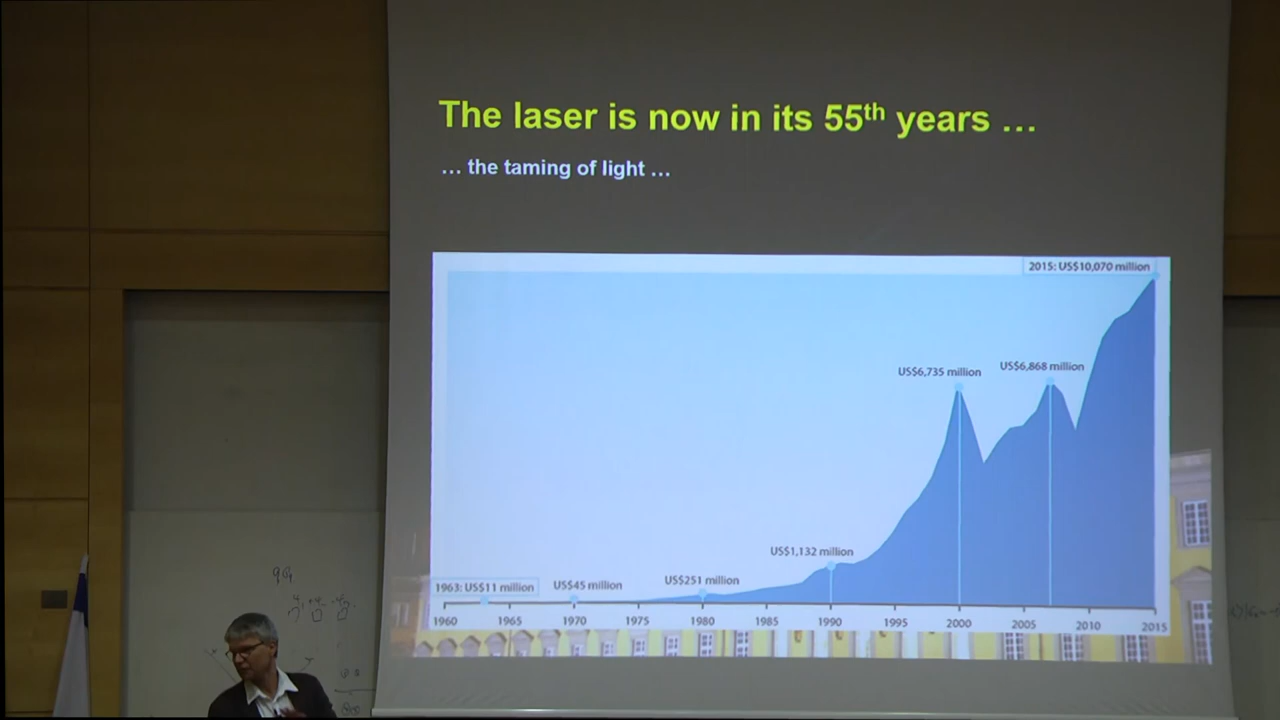 The laser is now in its 55th years …
… the taming of light …
2015: US$10,070 million
US$6,735 million
US$6,868 million
US$1,132 million
1963: US$11 million
US$45 million
US$251 million
1960 1965 1970 1975 1980 1985 1990 1995 2000 2005 2010 2015